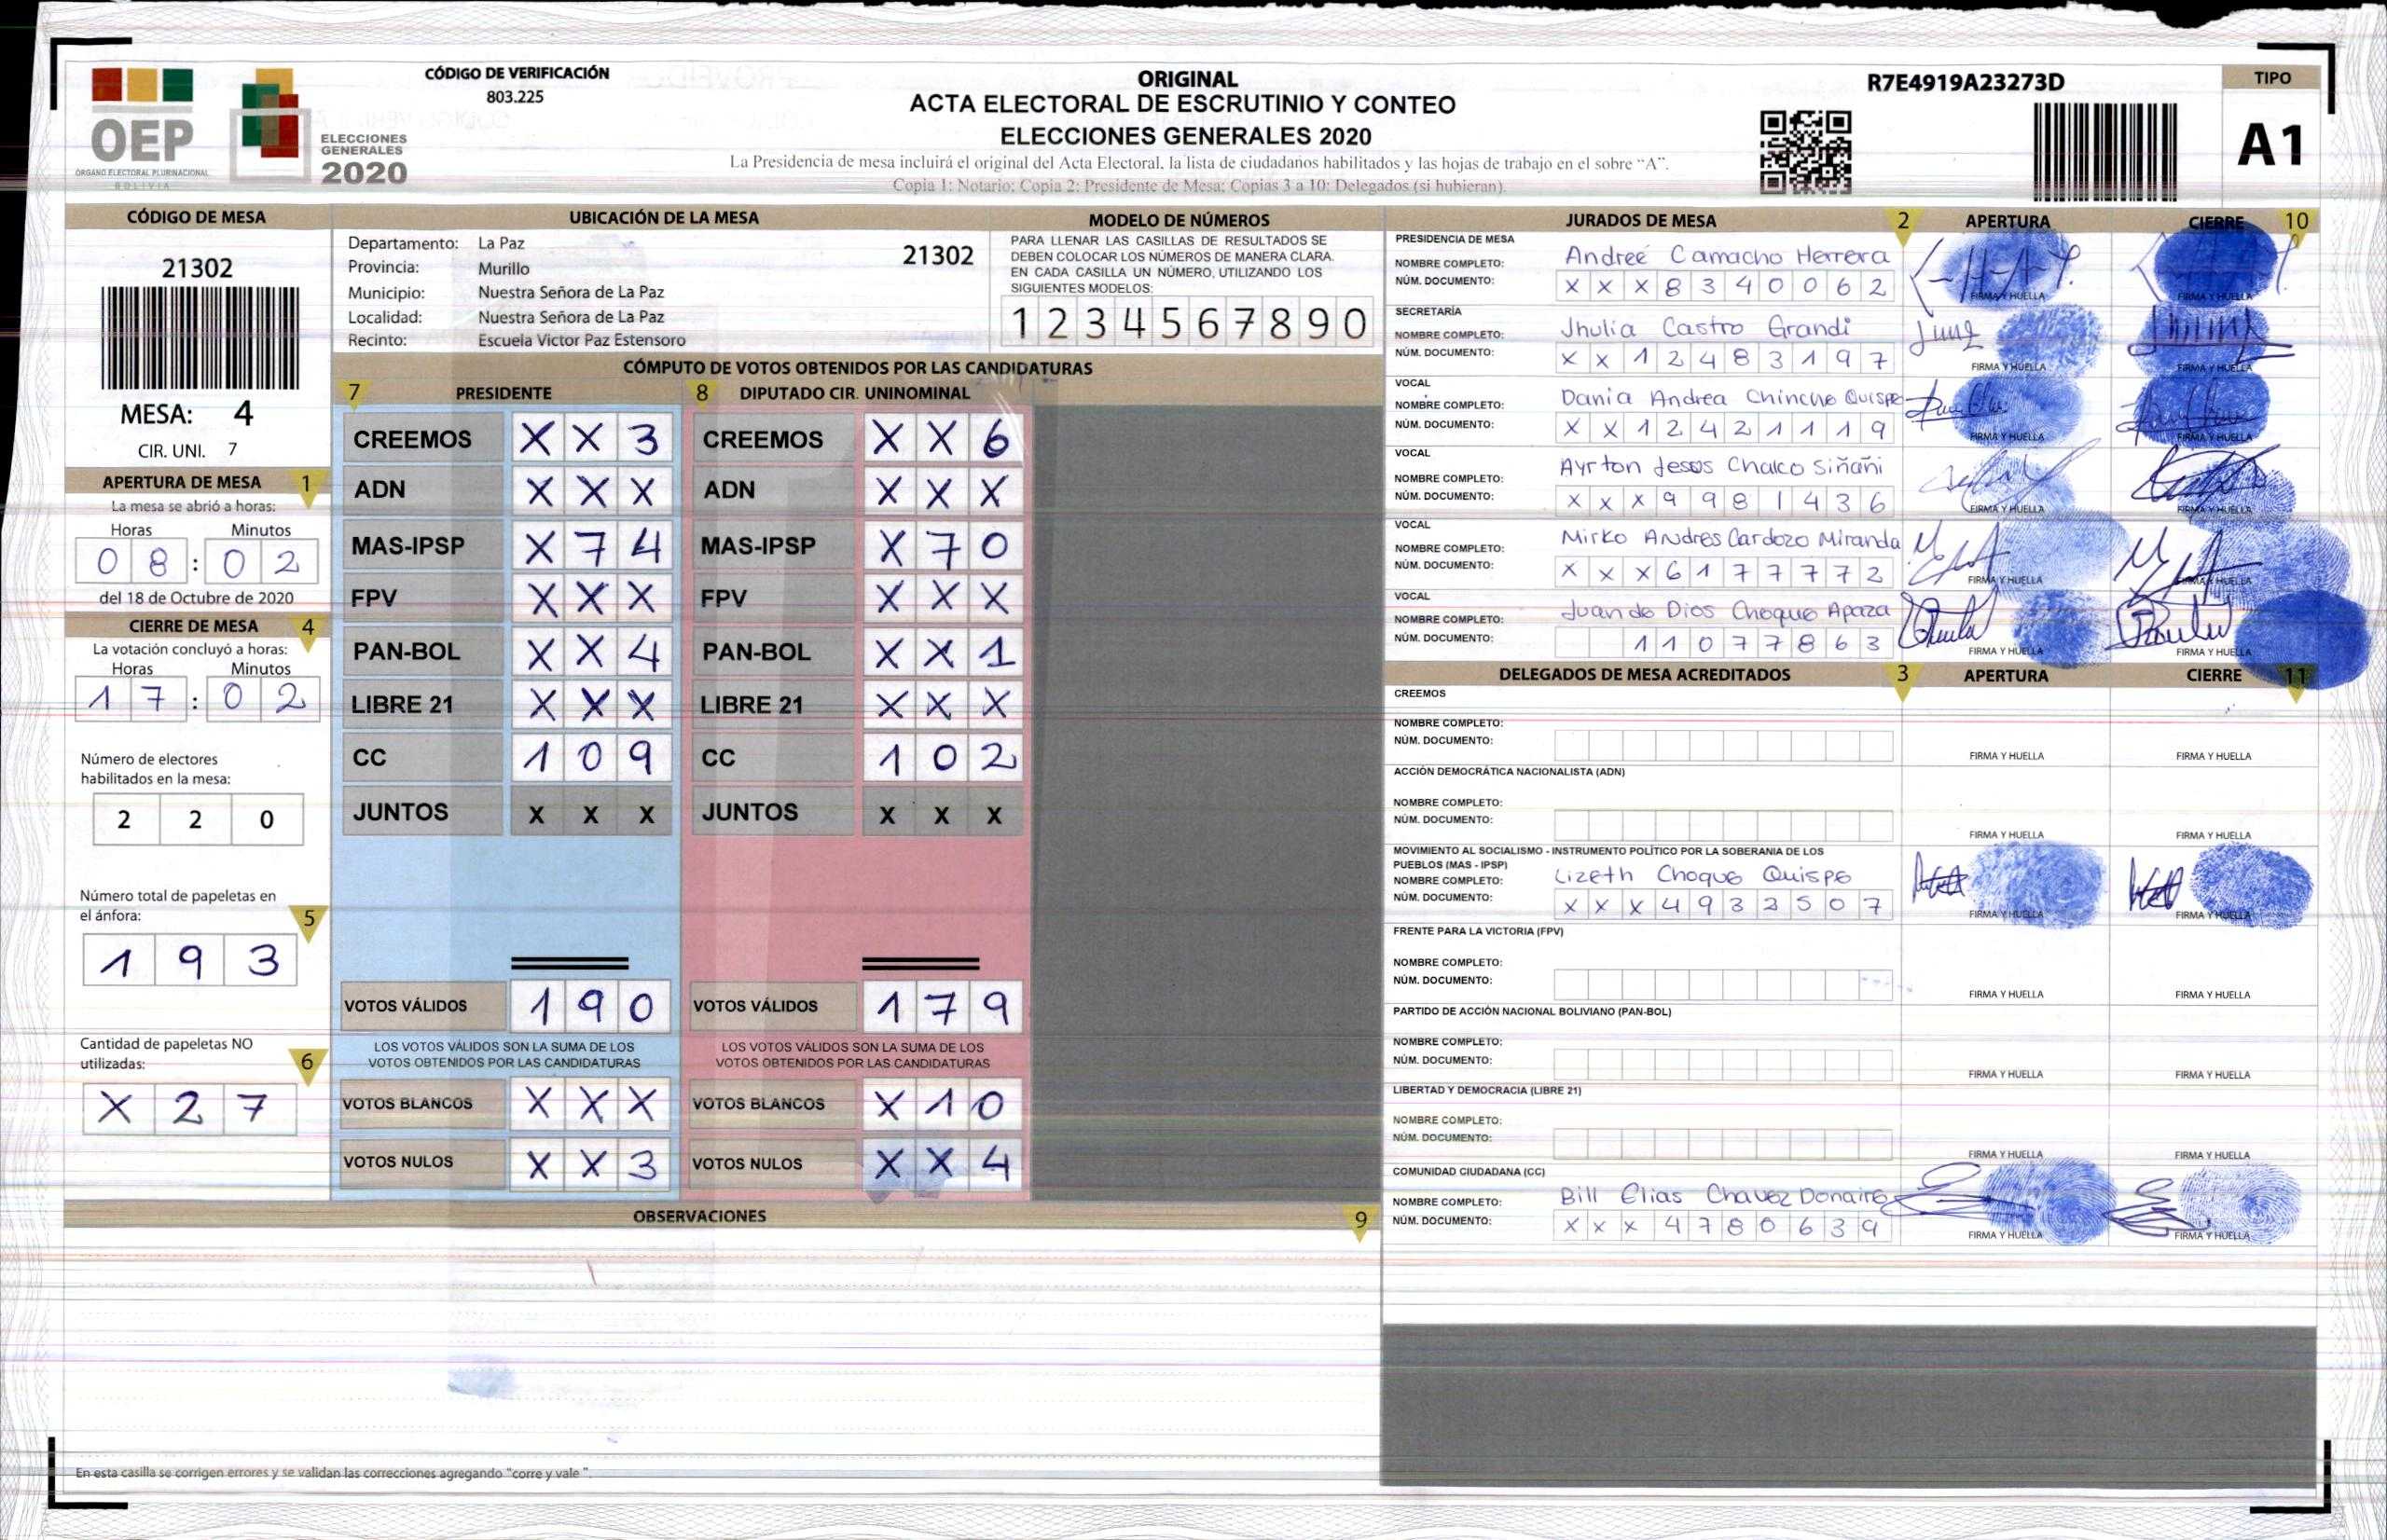 CÓDIGO DE VERIFICACIÓN
803.225
OEP
ÓRGANO ELECTORAL PLURINACIONAL
BOLIVIA
ELECCIONES
GENERALES
2020
ORIGINAL
ACTA ELECTORAL DE ESCRUTINIO Y CONTEO
ELECCIONES GENERALES 2020
La Presidencia de mesa incluirá el original del Acta Electoral, la lista de ciudadanos habilitados y las hojas de trabajo en el sobre “A”.
Copia 1: Notario; Copia 2: Presidente de Mesa; Copias 3 a 10: Delegados (si hubieran).
R7E4919A23273D
TIPO
A1
CÓDIGO DE MESA
21302
MESA: 4
CIR. UNI. 7
APERTURA DE MESA 1
La mesa se abrió a horas:
Horas Minutos
0 8 : 0 2
del 18 de Octubre de 2020
CIERRE DE MESA 4
La votación concluyó a horas:
Horas Minutos
1 7 : 0 2
Número de electores
habilitados en la mesa:
2 2 0
Número total de papeletas en
el ánfora: 5
1 9 3
Cantidad de papeletas NO
utilizadas: 6
X 2 7
UBICACIÓN DE LA MESA
Departamento: La Paz
21302
Provincia: Murillo
Municipio: Nuestra Señora de La Paz
Localidad: Nuestra Señora de La Paz
Recinto: Escuela Victor Paz Estensoro
MODELO DE NÚMEROS
PARA LLENAR LAS CASILLAS DE RESULTADOS SE
DEBEN COLOCAR LOS NÚMEROS DE MANERA CLARA.
EN CADA CASILLA UN NÚMERO, UTILIZANDO LOS
SIGUIENTES MODELOS:
1 2 3 4 5 6 7 8 9 0
CÓMPUTO DE VOTOS OBTENIDOS POR LAS CANDIDATURAS
7 PRESIDENTE 8 DIPUTADO CIR. UNINOMINAL
CREEMOS X X 3 CREEMOS X X 6
ADN X X X ADN X X X
MAS-IPSP X 7 4 MAS-IPSP X 7 0
FPV X X X FPV X X X
PAN-BOL X X 4 PAN-BOL X X 1
LIBRE 21 X X X LIBRE 21 X X X
CC 1 0 9 CC 1 0 2
JUNTOS X X X JUNTOS X X X
VOTOS VÁLIDOS 1 9 0 VOTOS VÁLIDOS 1 7 9
LOS VOTOS VÁLIDOS SON LA SUMA DE LOS LOS VOTOS VÁLIDOS SON LA SUMA DE LOS
VOTOS OBTENIDOS POR LAS CANDIDATURAS VOTOS OBTENIDOS POR LAS CANDIDATURAS
VOTOS BLANCOS X X X VOTOS BLANCOS X 1 0
VOTOS NULOS X X 3 VOTOS NULOS X X 4
OBSERVACIONES 9
En esta casilla se corrigen errores y se validan las correcciones agregando “corre y vale ”.
JURADOS DE MESA 2 APERTURA CIERRE 10
PRESIDENCIA DE MESA
NOMBRE COMPLETO: Andreé Camacho Herrera
NÚM. DOCUMENTO: X X X 8 3 4 0 0 6 2
FIRMA Y HUELLA FIRMA Y HUELLA
SECRETARÍA
NOMBRE COMPLETO: Jhulia Castro Grandi
NÚM. DOCUMENTO: X X 1 2 4 8 3 1 9 7
FIRMA Y HUELLA FIRMA Y HUELLA
VOCAL
NOMBRE COMPLETO: Dania Andrea Chincho Quispe
NÚM. DOCUMENTO: X X 1 2 4 2 1 1 1 9
FIRMA Y HUELLA FIRMA Y HUELLA
VOCAL
NOMBRE COMPLETO: Ayrton Jesus Chalco Siñañi
NÚM. DOCUMENTO: X X X 9 9 8 1 4 3 6
FIRMA Y HUELLA FIRMA Y HUELLA
VOCAL
NOMBRE COMPLETO: Mirko Andres Cardozo Miranda
NÚM. DOCUMENTO: X X X 6 1 7 7 7 7 2
FIRMA Y HUELLA FIRMA Y HUELLA
VOCAL
NOMBRE COMPLETO: Juan de Dios Choque Apaza
NÚM. DOCUMENTO: 1 1 0 7 7 8 6 3
FIRMA Y HUELLA FIRMA Y HUELLA
DELEGADOS DE MESA ACREDITADOS 3 APERTURA CIERRE 11
CREEMOS
NOMBRE COMPLETO:
NÚM. DOCUMENTO:
FIRMA Y HUELLA FIRMA Y HUELLA
ACCIÓN DEMOCRÁTICA NACIONALISTA (ADN)
NOMBRE COMPLETO:
NÚM. DOCUMENTO:
FIRMA Y HUELLA FIRMA Y HUELLA
MOVIMIENTO AL SOCIALISMO - INSTRUMENTO POLÍTICO POR LA SOBERANIA DE LOS
PUEBLOS (MAS - IPSP)
NOMBRE COMPLETO: Lizeth Choque Quispe
NÚM. DOCUMENTO: X X X 4 9 3 2 5 0 7
FIRMA Y HUELLA FIRMA Y HUELLA
FRENTE PARA LA VICTORIA (FPV)
NOMBRE COMPLETO:
NÚM. DOCUMENTO:
FIRMA Y HUELLA FIRMA Y HUELLA
PARTIDO DE ACCIÓN NACIONAL BOLIVIANO (PAN-BOL)
NOMBRE COMPLETO:
NÚM. DOCUMENTO:
FIRMA Y HUELLA FIRMA Y HUELLA
LIBERTAD Y DEMOCRACIA (LIBRE 21)
NOMBRE COMPLETO:
NÚM. DOCUMENTO:
FIRMA Y HUELLA FIRMA Y HUELLA
COMUNIDAD CIUDADANA (CC)
NOMBRE COMPLETO: Bill Elias Chavez Donaire
NÚM. DOCUMENTO: X X X 4 7 8 0 6 3 9
FIRMA Y HUELLA FIRMA Y HUELLA